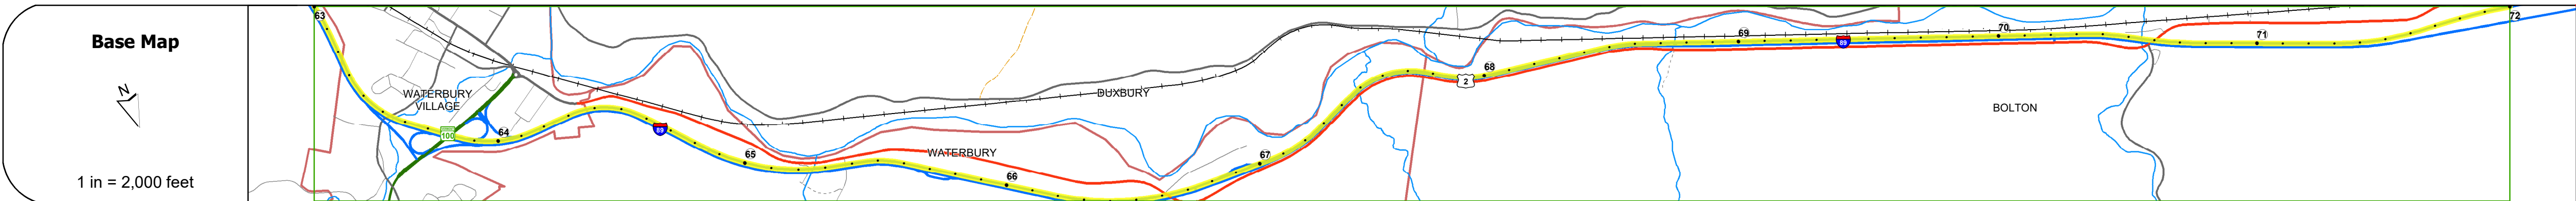 Base Map
N
1 in = 2,000 feet
63
WATERBURY
VILLAGE
100
64
89
65
WATERBURY
66
DUXBURY
67
2
68
69
89
70
BOLTON
71
72